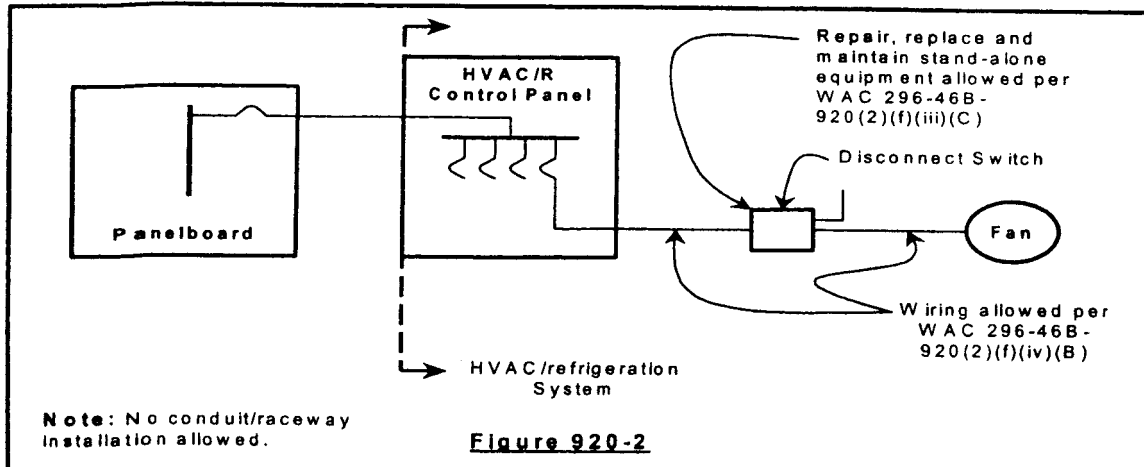 Repair, replace and
maintain stand-alone
equipment allowed per
WAC 296-46B-
920(2)(f)(iii)(C)
HVAC/R
Control Panel
Disconnect Switch
Panelboard
Fan
Wiring allowed per
WAC 296-46B-
920(2)(f)(iv)(B)
HVAC/refrigeration
System
Note: No conduit/raceway
installation allowed.
Figure 920-2